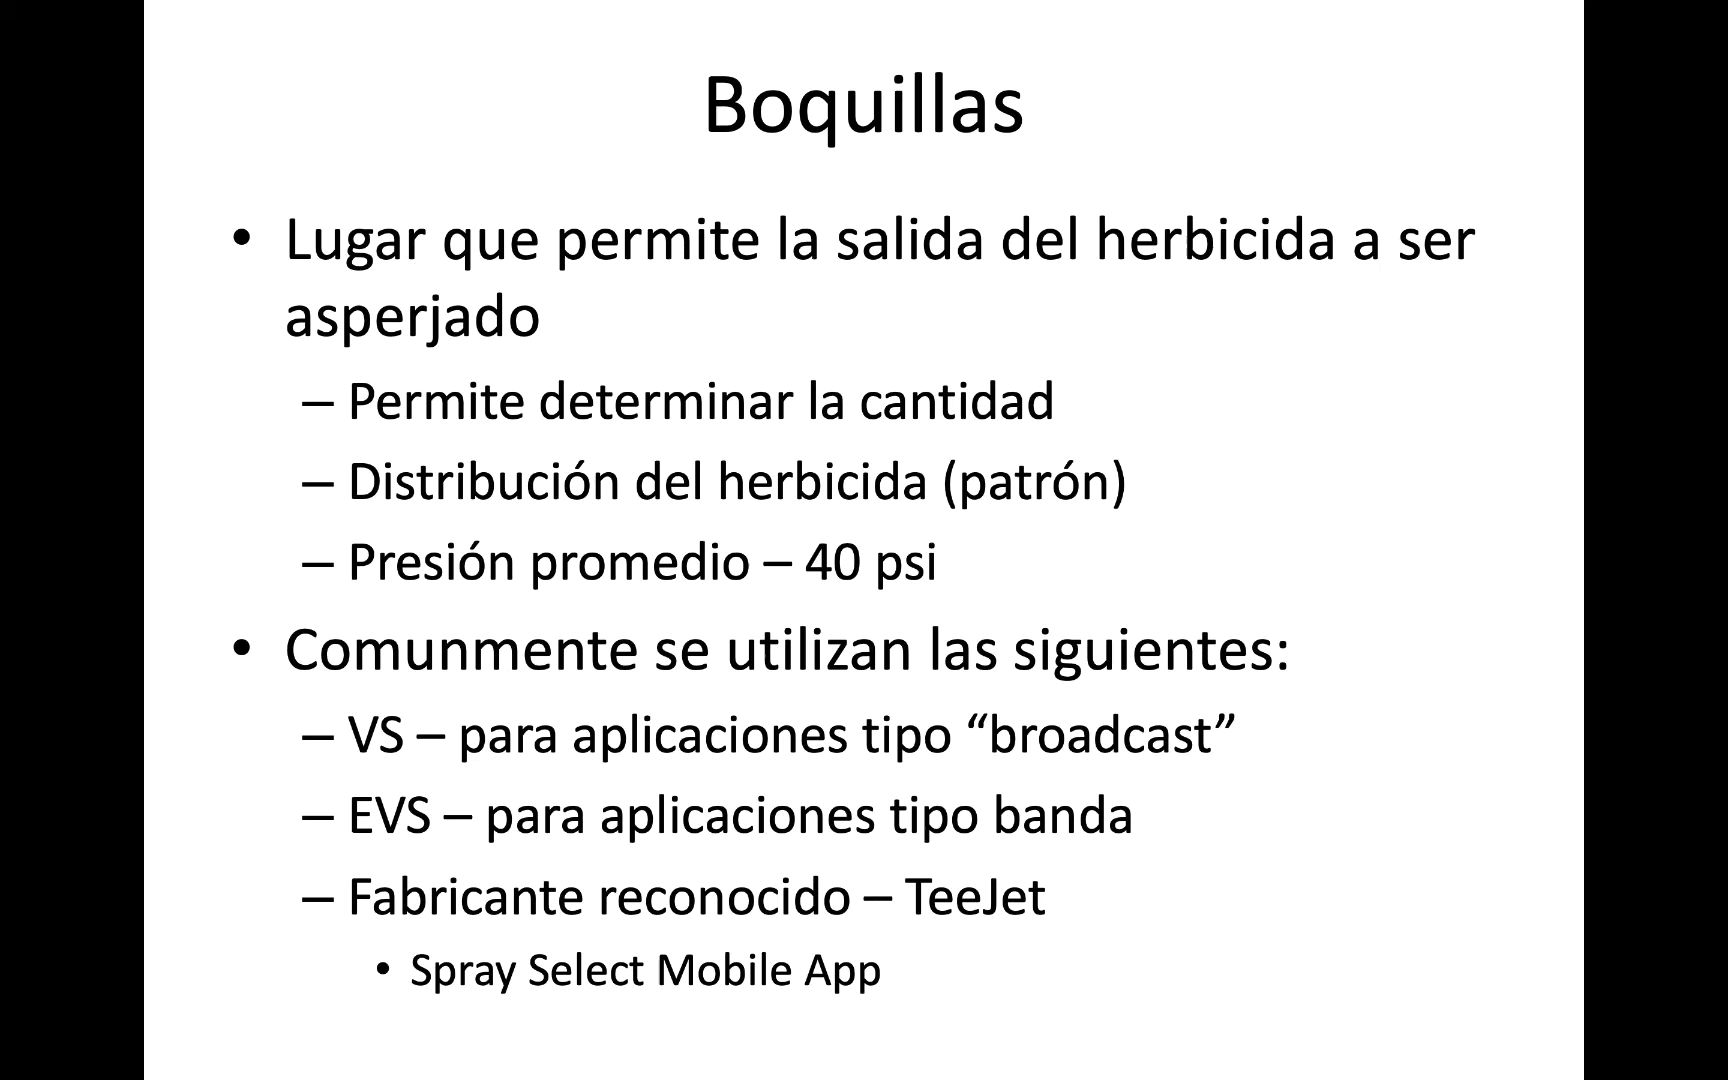 Boquillas
• Lugar que permite la salida del herbicida a ser
asperjado
– Permite determinar la cantidad
– Distribución del herbicida (patrón)
– Presión promedio – 40 psi
• Comunmente se utilizan las siguientes:
– VS – para aplicaciones tipo “broadcast”
– EVS – para aplicaciones tipo banda
– Fabricante reconocido – TeeJet
• Spray Select Mobile App